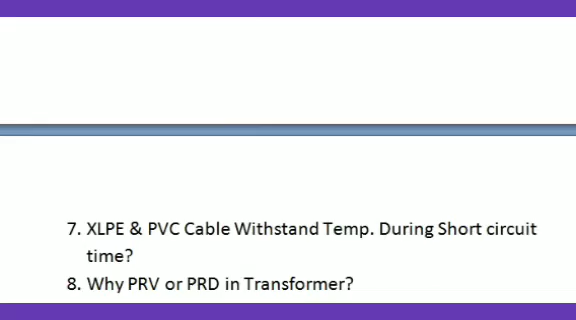 7. XLPE & PVC Cable Withstand Temp. During Short circuit
time?
8. Why PRV or PRD in Transformer?